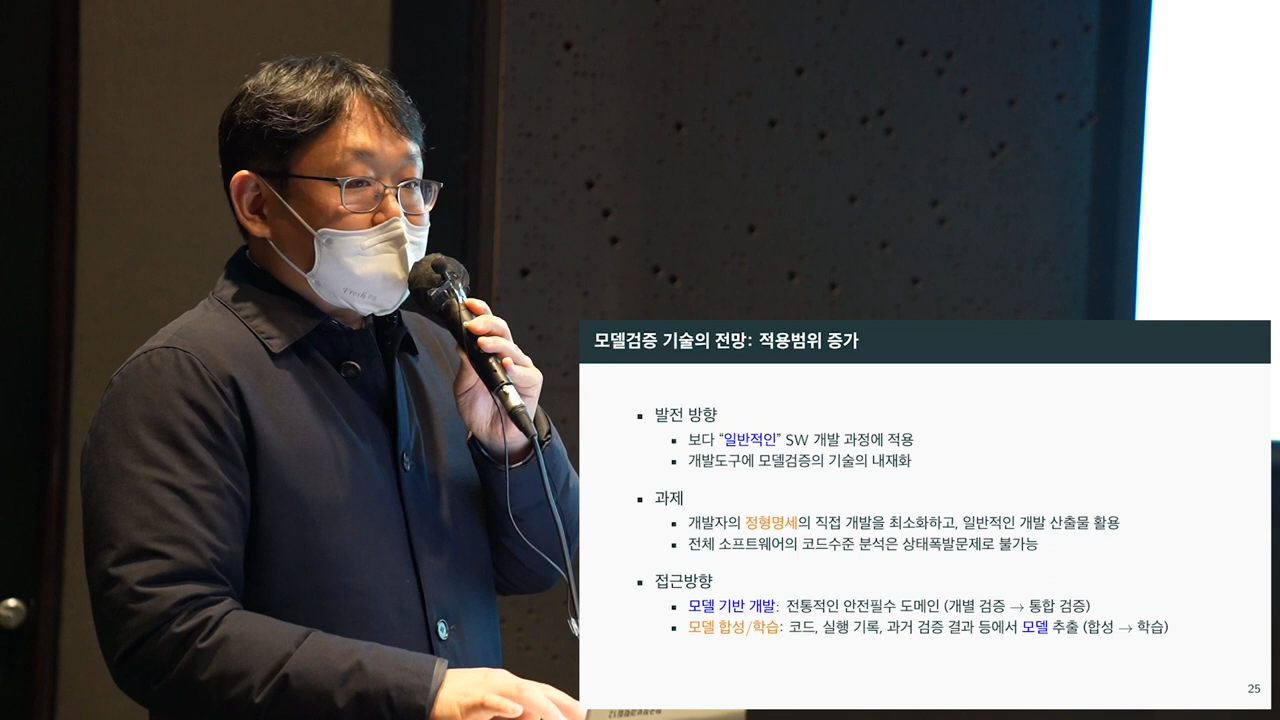 모델검증 기술의 전망: 적용범위 증가
발전 방향
보다 “일반적인” SW 개발 과정에 적용
개발도구에 모델검증의 기술의 내재화
과제
개발자의 정형명세의 직접 개발을 최소화하고, 일반적인 개발 산출물 활용
전체 소프트웨어의 코드수준 분석은 상태폭발문제로 불가능
접근방향
모델 기반 개발: 전통적인 안전필수 도메인 (개별 검증 → 통합 검증)
모델 합성/학습: 코드, 실행 기록, 과거 검증 결과 등에서 모델 추출 (합성 → 학습)
25